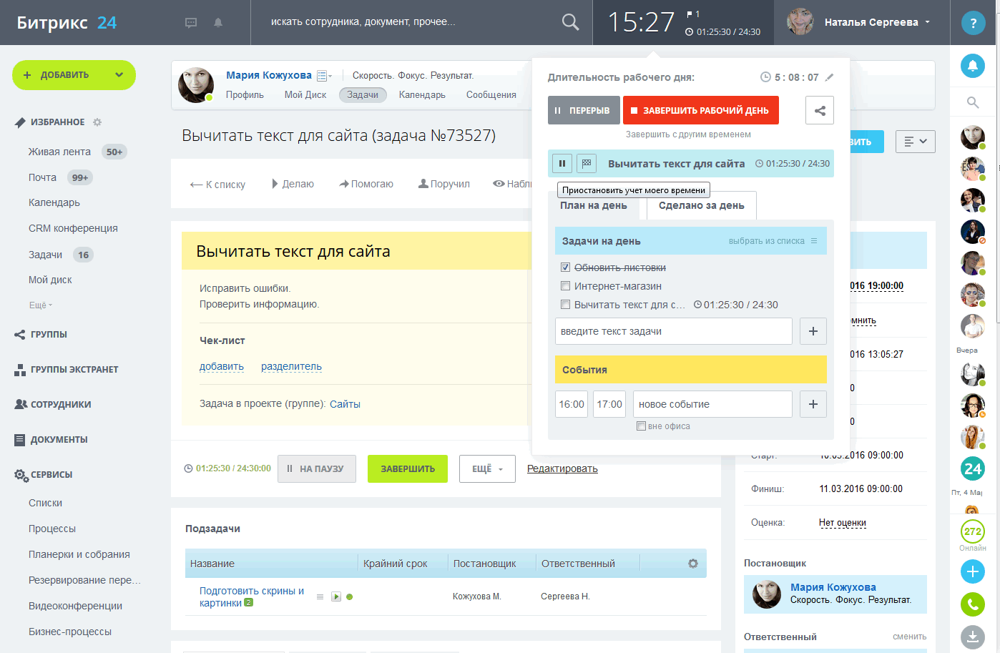 Битрикс 24
искать сотрудника, документ, прочее...
15:27
1
01:25:30 / 24:30
Наталья Сергеева
?
ДОБАВИТЬ
ИЗБРАННОЕ
Живая лента 50+
Почта 99+
Календарь
CRM конференция
Задачи 16
Мой диск
Ещё
ГРУППЫ
ГРУППЫ ЭКСТРАНЕТ
СОТРУДНИКИ
ДОКУМЕНТЫ
СЕРВИСЫ
Списки
Процессы
Планерки и собрания
Резервирование пере...
Видеоконференции
Бизнес-процессы
Мария Кожухова
Скорость. Фокус. Результат.
Профиль Мой Диск Задачи Календарь Сообщения
Вычитать текст для сайта (задача №73527)
К списку Делаю Помогаю Поручил Наблю
Вычитать текст для сайта
Исправить ошибки.
Проверить информацию.
Чек-лист
добавить разделитель
Задача в проекте (группе): Сайты
01:25:30 / 24:30:00 НА ПАУЗУ ЗАВЕРШИТЬ ЕЩЁ Редактировать
Подзадачи
Название Крайний срок Постановщик Ответственный
Подготовить скрины и
картинки 2
Кожухова М. Сергеева Н.
Длительность рабочего дня: 5 : 08 : 07
ПЕРЕРЫВ ЗАВЕРШИТЬ РАБОЧИЙ ДЕНЬ
Завершить с другим временем
Вычитать текст для сайта 01:25:30 / 24:30
Приостановить учет моего времени
План на день Сделано за день
Задачи на день выбрать из списка
Обновить листовки
Интернет-магазин
Вычитать текст для с... 01:25:30 / 24:30
введите текст задачи
События
16:00 17:00 новое событие
вне офиса
ВИТЬ
016 19:00:00
мнить
016 13:05:27
0
0
Старт: 10.03.2016 09:00:00
Финиш: 11.03.2016 09:00:00
Оценка: Нет оценки
Постановщик
Мария Кожухова
Скорость. Фокус. Результат.
Ответственный сменить
Вчера
24
Пт, 4 Мар
272
Онлайн